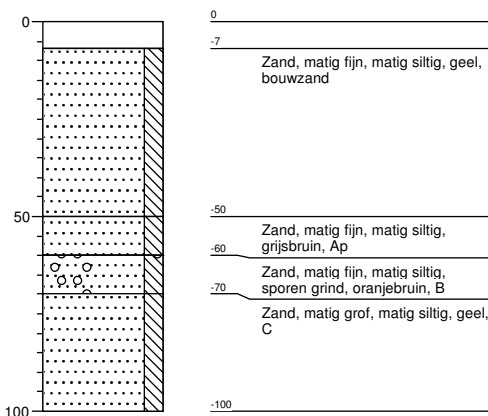 0
0
-7
Zand, matig fijn, matig siltig, geel,
bouwzand
50
-50
Zand, matig fijn, matig siltig,
grijsbruin, Ap
-60
Zand, matig fijn, matig siltig,
sporen grind, oranjebruin, B
-70
Zand, matig grof, matig siltig, geel,
C
100
-100